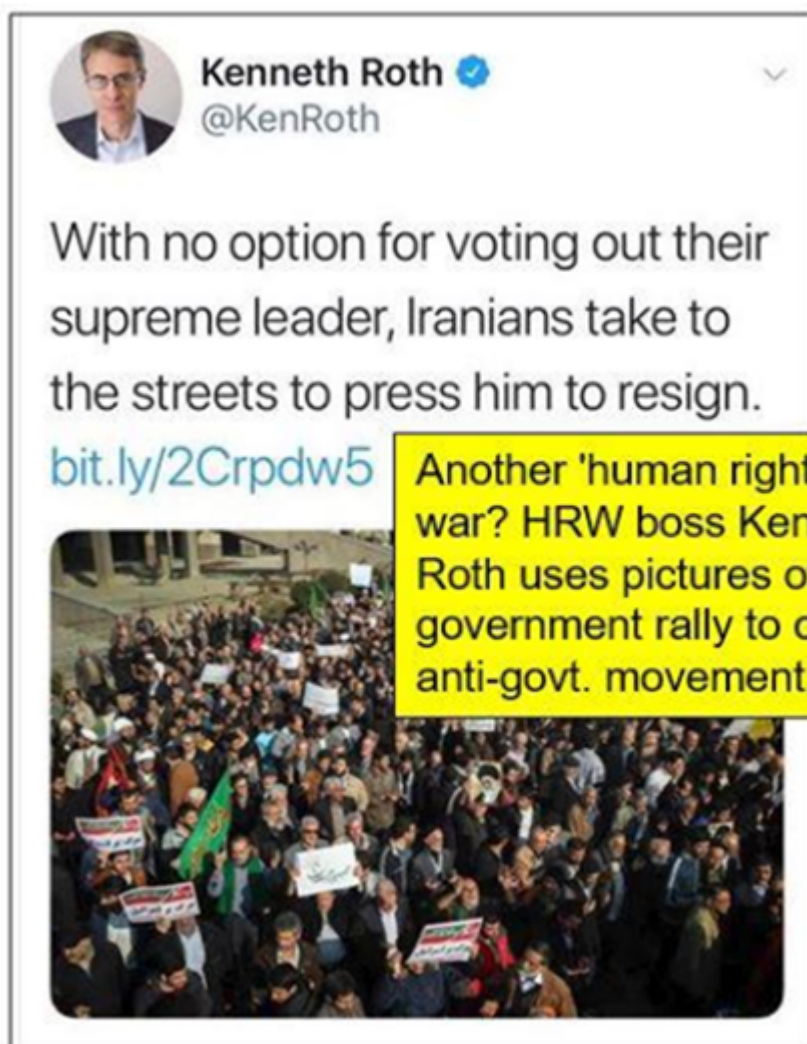 Kenneth Roth
@KenRoth
With no option for voting out their
supreme leader, Iranians take to
the streets to press him to resign.
bit.ly/2Crpdw5
Another 'human right
war? HRW boss Ken
Roth uses pictures o
government rally to
anti-govt. movement